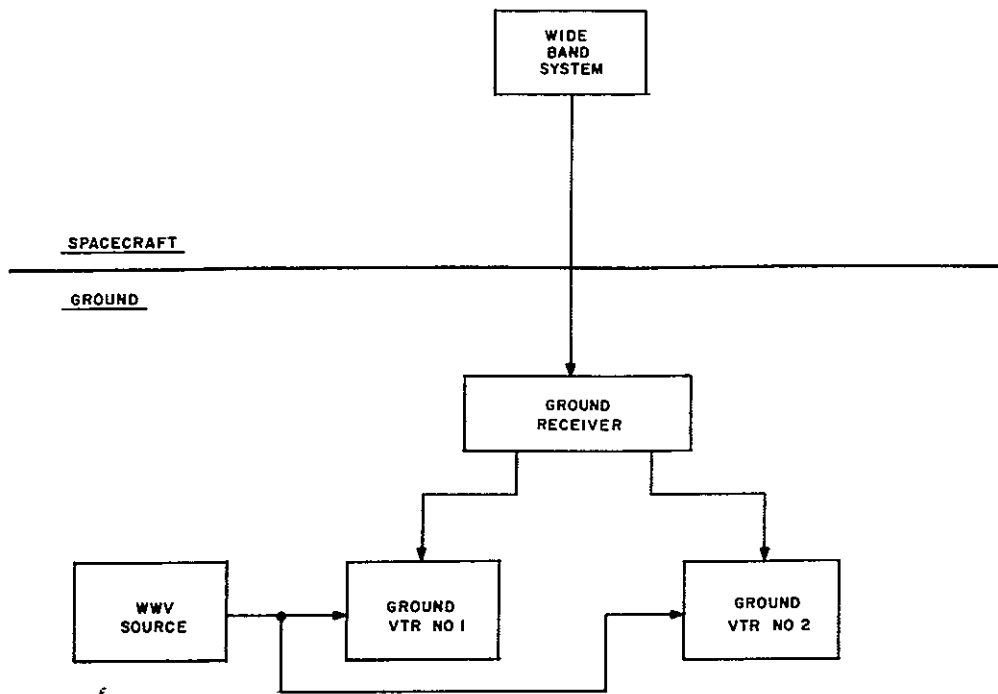 WIDE
BAND
SYSTEM
SPACECRAFT
GROUND
GROUND
RECEIVER
WWV
SOURCE
GROUND
VTR NO 1
GROUND
VTR NO 2